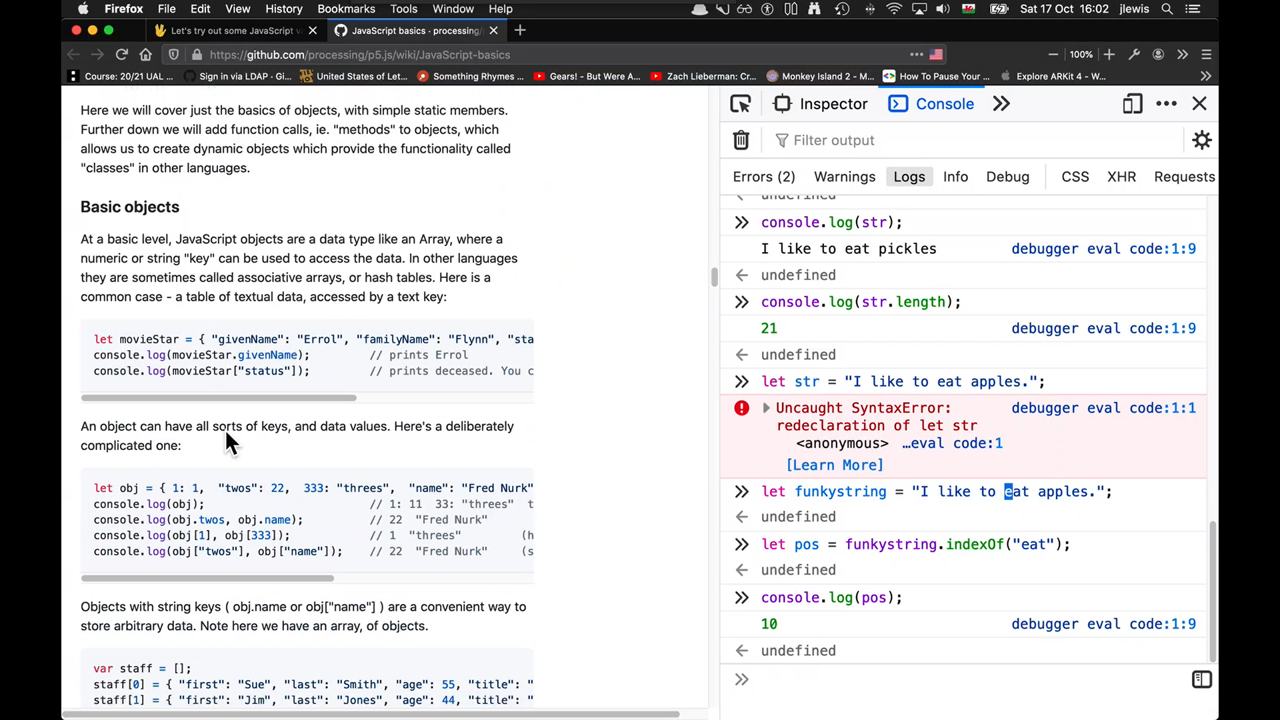 Firefox File Edit View History Bookmarks Tools Window Help Sat 17 Oct 16:02 jlewis
Let's try out some JavaScript v
JavaScript basics · processing/
https://github.com/processing/p5.js/wiki/JavaScript-basics
100%
Course: 20/21 UAL ... Sign in via LDAP · Gi... United States of Let... Something Rhymes ... Gears! - But Were A... Zach Lieberman: Cr... Monkey Island 2 - M... How To Pause Your ... Explore ARKit 4 - W...
Here we will cover just the basics of objects, with simple static members.
Further down we will add function calls, ie. "methods" to objects, which
allows us to create dynamic objects which provide the functionality called
"classes" in other languages.
Basic objects
At a basic level, JavaScript objects are a data type like an Array, where a
numeric or string "key" can be used to access the data. In other languages
they are sometimes called associative arrays, or hash tables. Here is a
common case - a table of textual data, accessed by a text key:
let movieStar = { "givenName": "Errol", "familyName": "Flynn", "sta
console.log(movieStar.givenName); // prints Errol
console.log(movieStar["status"]); // prints deceased. You c
An object can have all sorts of keys, and data values. Here's a deliberately
complicated one:
let obj = { 1: 1, "twos": 22, 333: "threes", "name": "Fred Nurk"
console.log(obj); // 1: 11 33: "threes" t
console.log(obj.twos, obj.name); // 22 "Fred Nurk"
console.log(obj[1], obj[333]); // 1 "threes" (h
console.log(obj["twos"], obj["name"]); // 22 "Fred Nurk" (s
Objects with string keys ( obj.name or obj["name"] ) are a convenient way to
store arbitrary data. Note here we have an array, of objects.
var staff = [];
staff[0] = { "first": "Sue", "last": "Smith", "age": 55, "title": "
staff[1] = { "first": "Jim", "last": "Jones", "age": 44, "title": "
Inspector Console
Filter output
Errors (2) Warnings Logs Info Debug CSS XHR Requests
undefined
console.log(str);
I like to eat pickles debugger eval code:1:9
undefined
console.log(str.length);
21 debugger eval code:1:9
undefined
let str = "I like to eat apples.";
Uncaught SyntaxError: debugger eval code:1:1
redeclaration of let str
<anonymous> …eval code:1
[Learn More]
let funkystring = "I like to eat apples.";
undefined
let pos = funkystring.indexOf("eat");
undefined
console.log(pos);
10 debugger eval code:1:9
undefined